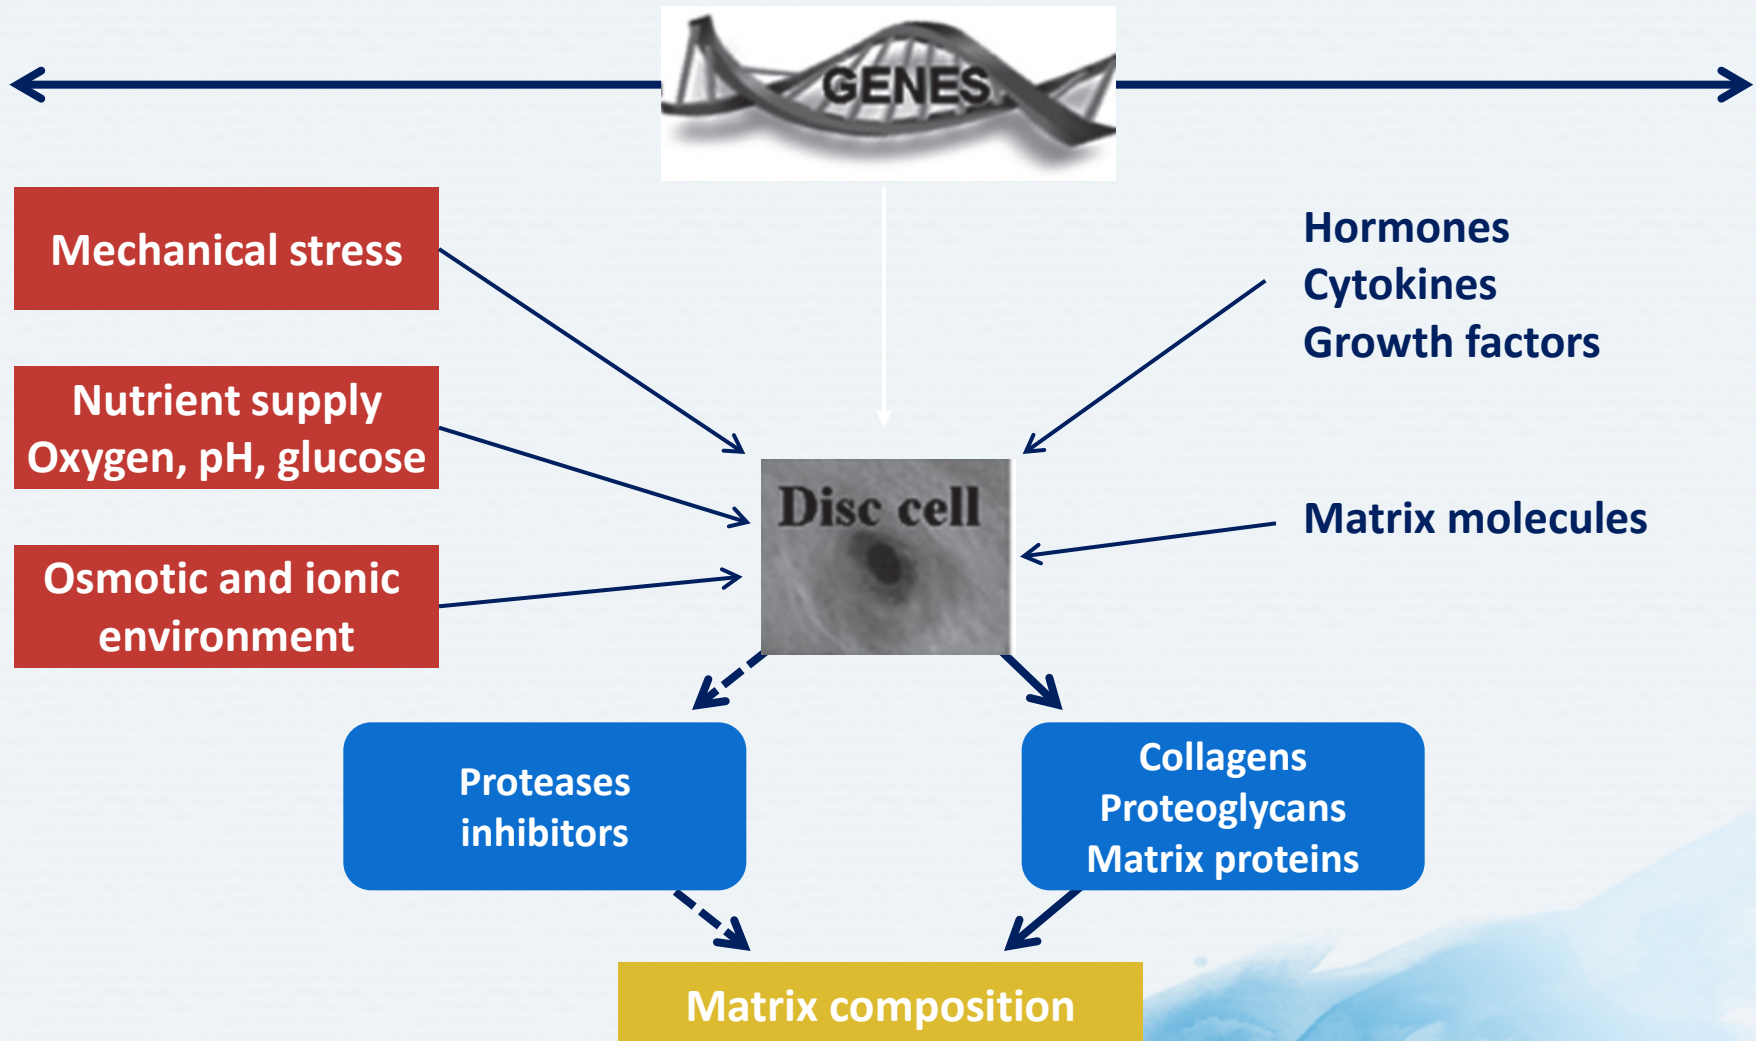 GENES
Mechanical stress
Nutrient supply
Oxygen, pH, glucose
Osmotic and ionic
environment
Hormones
Cytokines
Growth factors
Matrix molecules
Disc cell
Proteases
inhibitors
Collagens
Proteoglycans
Matrix proteins
Matrix composition